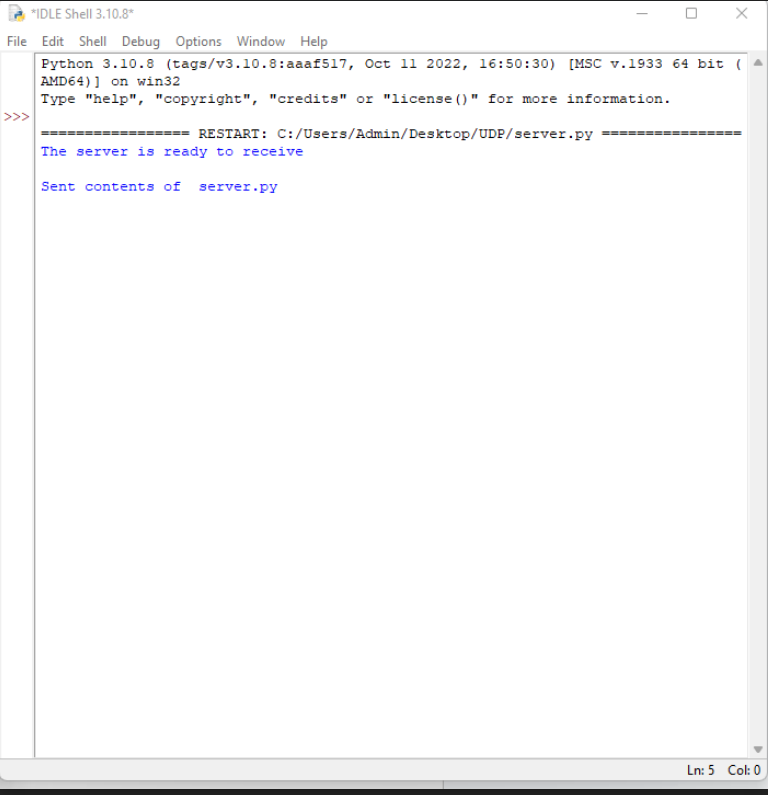 *IDLE Shell 3.10.8*
File Edit Shell Debug Options Window Help
Python 3.10.8 (tags/v3.10.8:aaaf517, Oct 11 2022, 16:50:30) [MSC v.1933 64 bit (
AMD64)] on win32
Type "help", "copyright", "credits" or "license()" for more information.
>>>
================= RESTART: C:/Users/Admin/Desktop/UDP/server.py ================
The server is ready to receive
Sent contents of  server.py
Ln: 5 Col: 0